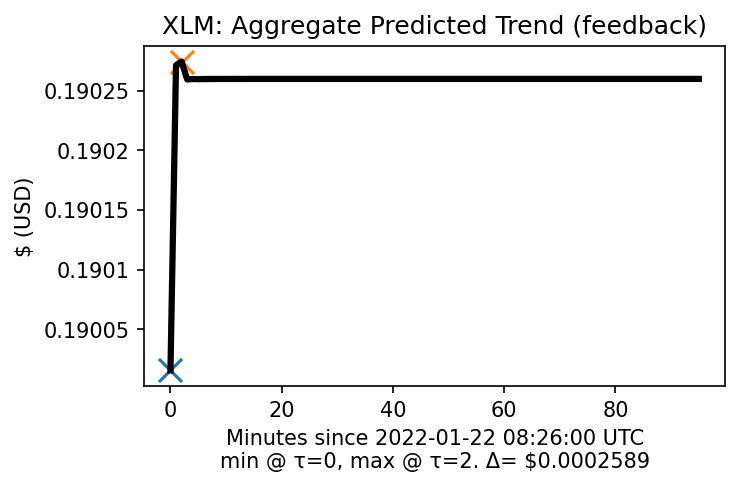 XLM: Aggregate Predicted Trend (feedback)
$ (USD)
0.19025
0.1902
0.19015
0.1901
0.19005
0 20 40 60 80
Minutes since 2022-01-22 08:26:00 UTC
min @ τ=0, max @ τ=2. Δ= $0.0002589